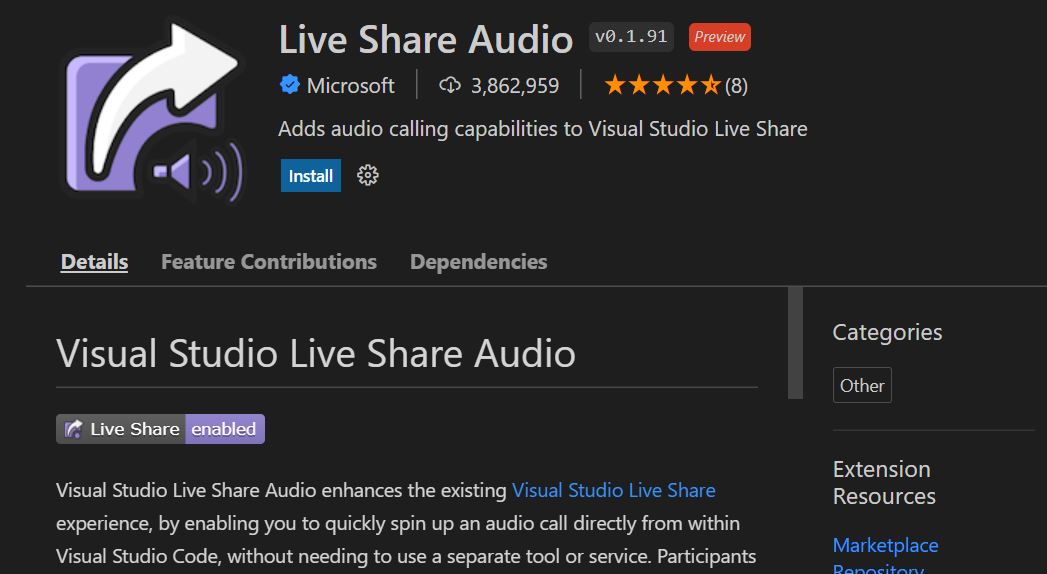 Live Share Audio v0.1.91 Preview
Microsoft 3,862,959 (8)
Adds audio calling capabilities to Visual Studio Live Share
Install
Details Feature Contributions Dependencies
Visual Studio Live Share Audio
Live Share enabled
Visual Studio Live Share Audio enhances the existing Visual Studio Live Share
experience, by enabling you to quickly spin up an audio call directly from within
Visual Studio Code, without needing to use a separate tool or service. Participants
Categories
Other
Extension
Resources
Marketplace
Repository